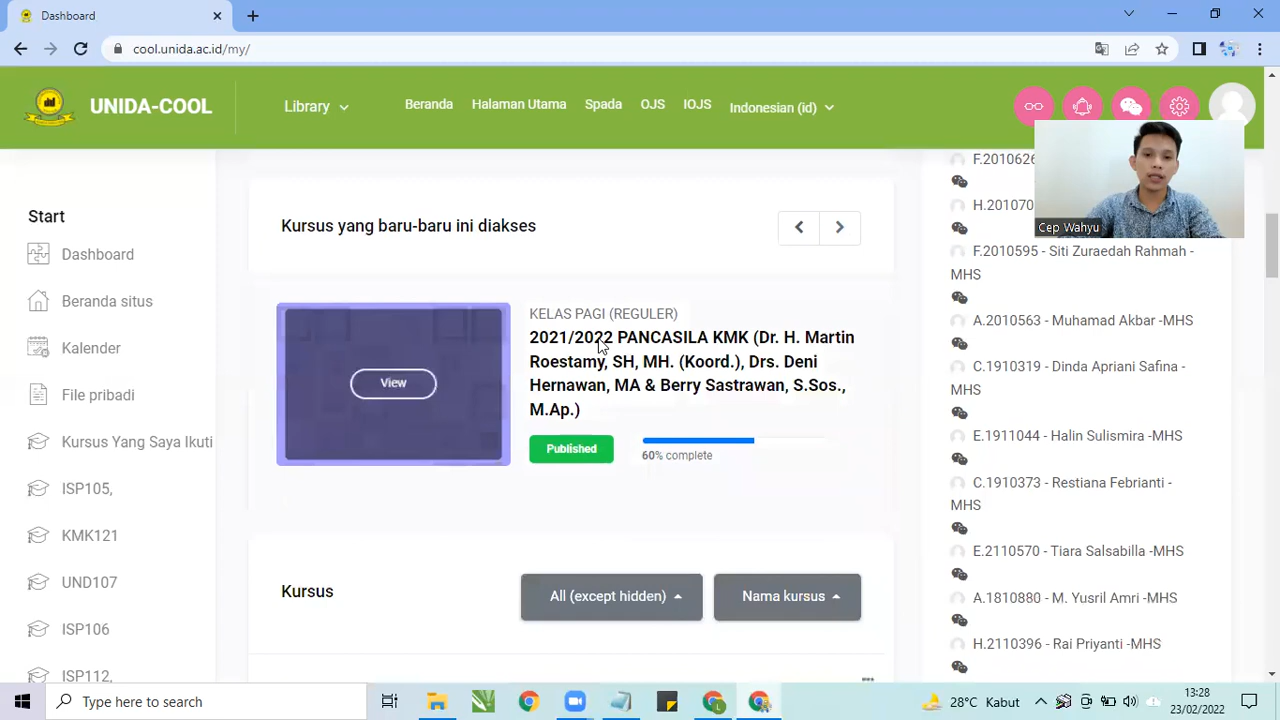 Dashboard
cool.unida.ac.id/my/
UNIDA-COOL
Library
Beranda
Halaman Utama
Spada
OJS
IOJS
Indonesian (id)
Start
Dashboard
Beranda situs
Kalender
File pribadi
Kursus Yang Saya Ikuti
ISP105,
KMK121
UND107
ISP106
ISP112,
Kursus yang baru-baru ini diakses
View
KELAS PAGI (REGULER)
2021/2022 PANCASILA KMK (Dr. H. Martin
Roestamy, SH, MH. (Koord.), Drs. Deni
Hernawan, MA & Berry Sastrawan, S.Sos.,
M.Ap.)
Published
60% complete
Kursus
All (except hidden)
Nama kursus
Cep Wahyu
F.2010626
H.201070
F.2010595 - Siti Zuraedah Rahmah -
MHS
A.2010563 - Muhamad Akbar -MHS
C.1910319 - Dinda Apriani Safina -
MHS
E.1911044 - Halin Sulismira -MHS
C.1910373 - Restiana Febrianti -
MHS
E.2110570 - Tiara Salsabilla -MHS
A.1810880 - M. Yusril Amri -MHS
H.2110396 - Rai Priyanti -MHS
Type here to search
28°C Kabut
13:28
23/02/2022